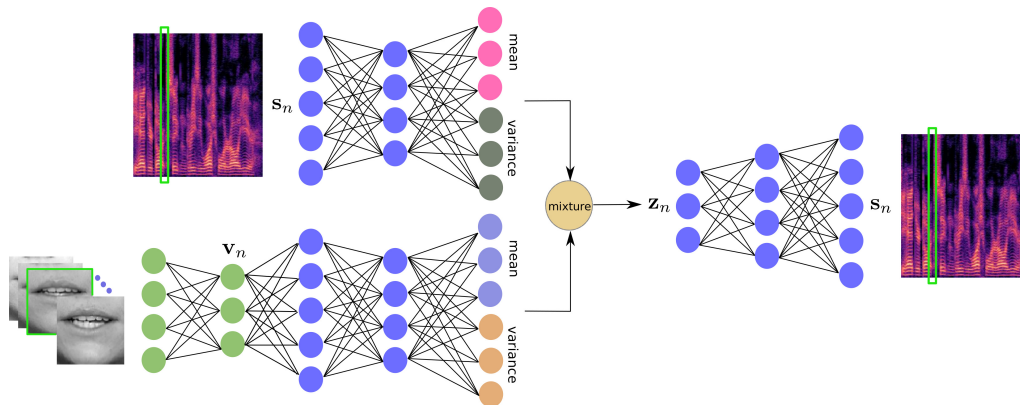 mean
s_n
variance
mixture
z_n
s_n
v_n
mean
variance